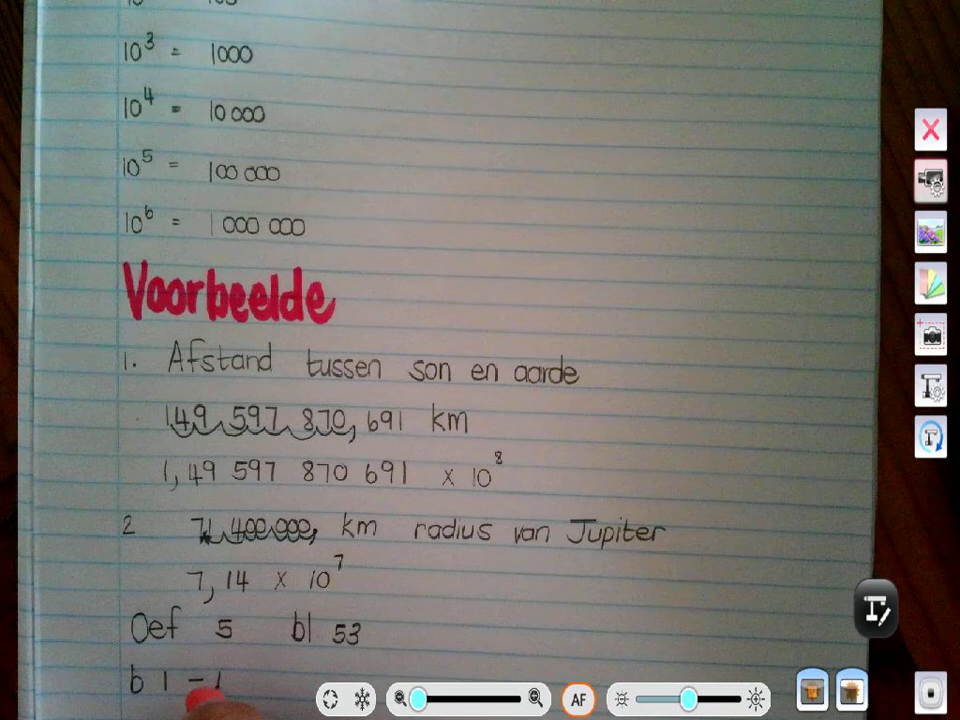 10³ = 1000
10⁴ = 10 000
10⁵ = 100 000
10⁶ = 1 000 000
Voorbeelde
1. Afstand tussen son en aarde
149 597 870, 691 km
1,49 597 870 691 x 10⁸
2 71 400 000, km radius van Jupiter
7, 14 x 10⁷
Oef 5 bl 53
b 1 -
AF